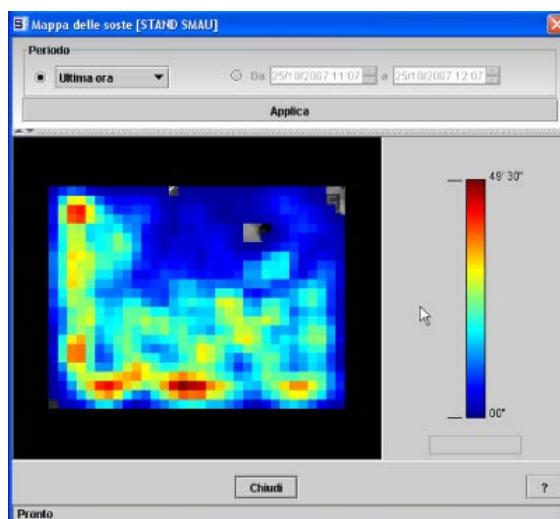 S Mappa delle soste [STAND SMAU]
Periodo
Ultima ora Da 25/10/2007 11:07 a 25/10/2007 12:07
Applica
49' 30"
00"
Chiudi ?
Pronto